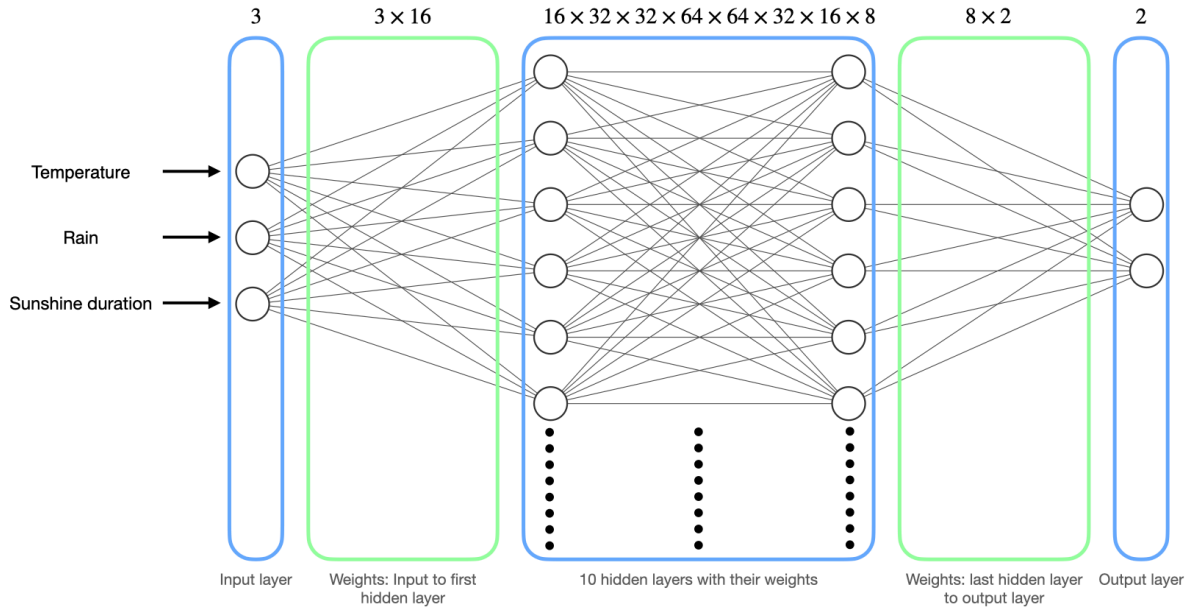 3
3 × 16
16 × 32 × 32 × 64 × 64 × 32 × 16 × 8
8 × 2
2
Temperature
Rain
Sunshine duration
Input layer
Weights: Input to first
hidden layer
10 hidden layers with their weights
Weights: last hidden layer
to output layer
Output layer